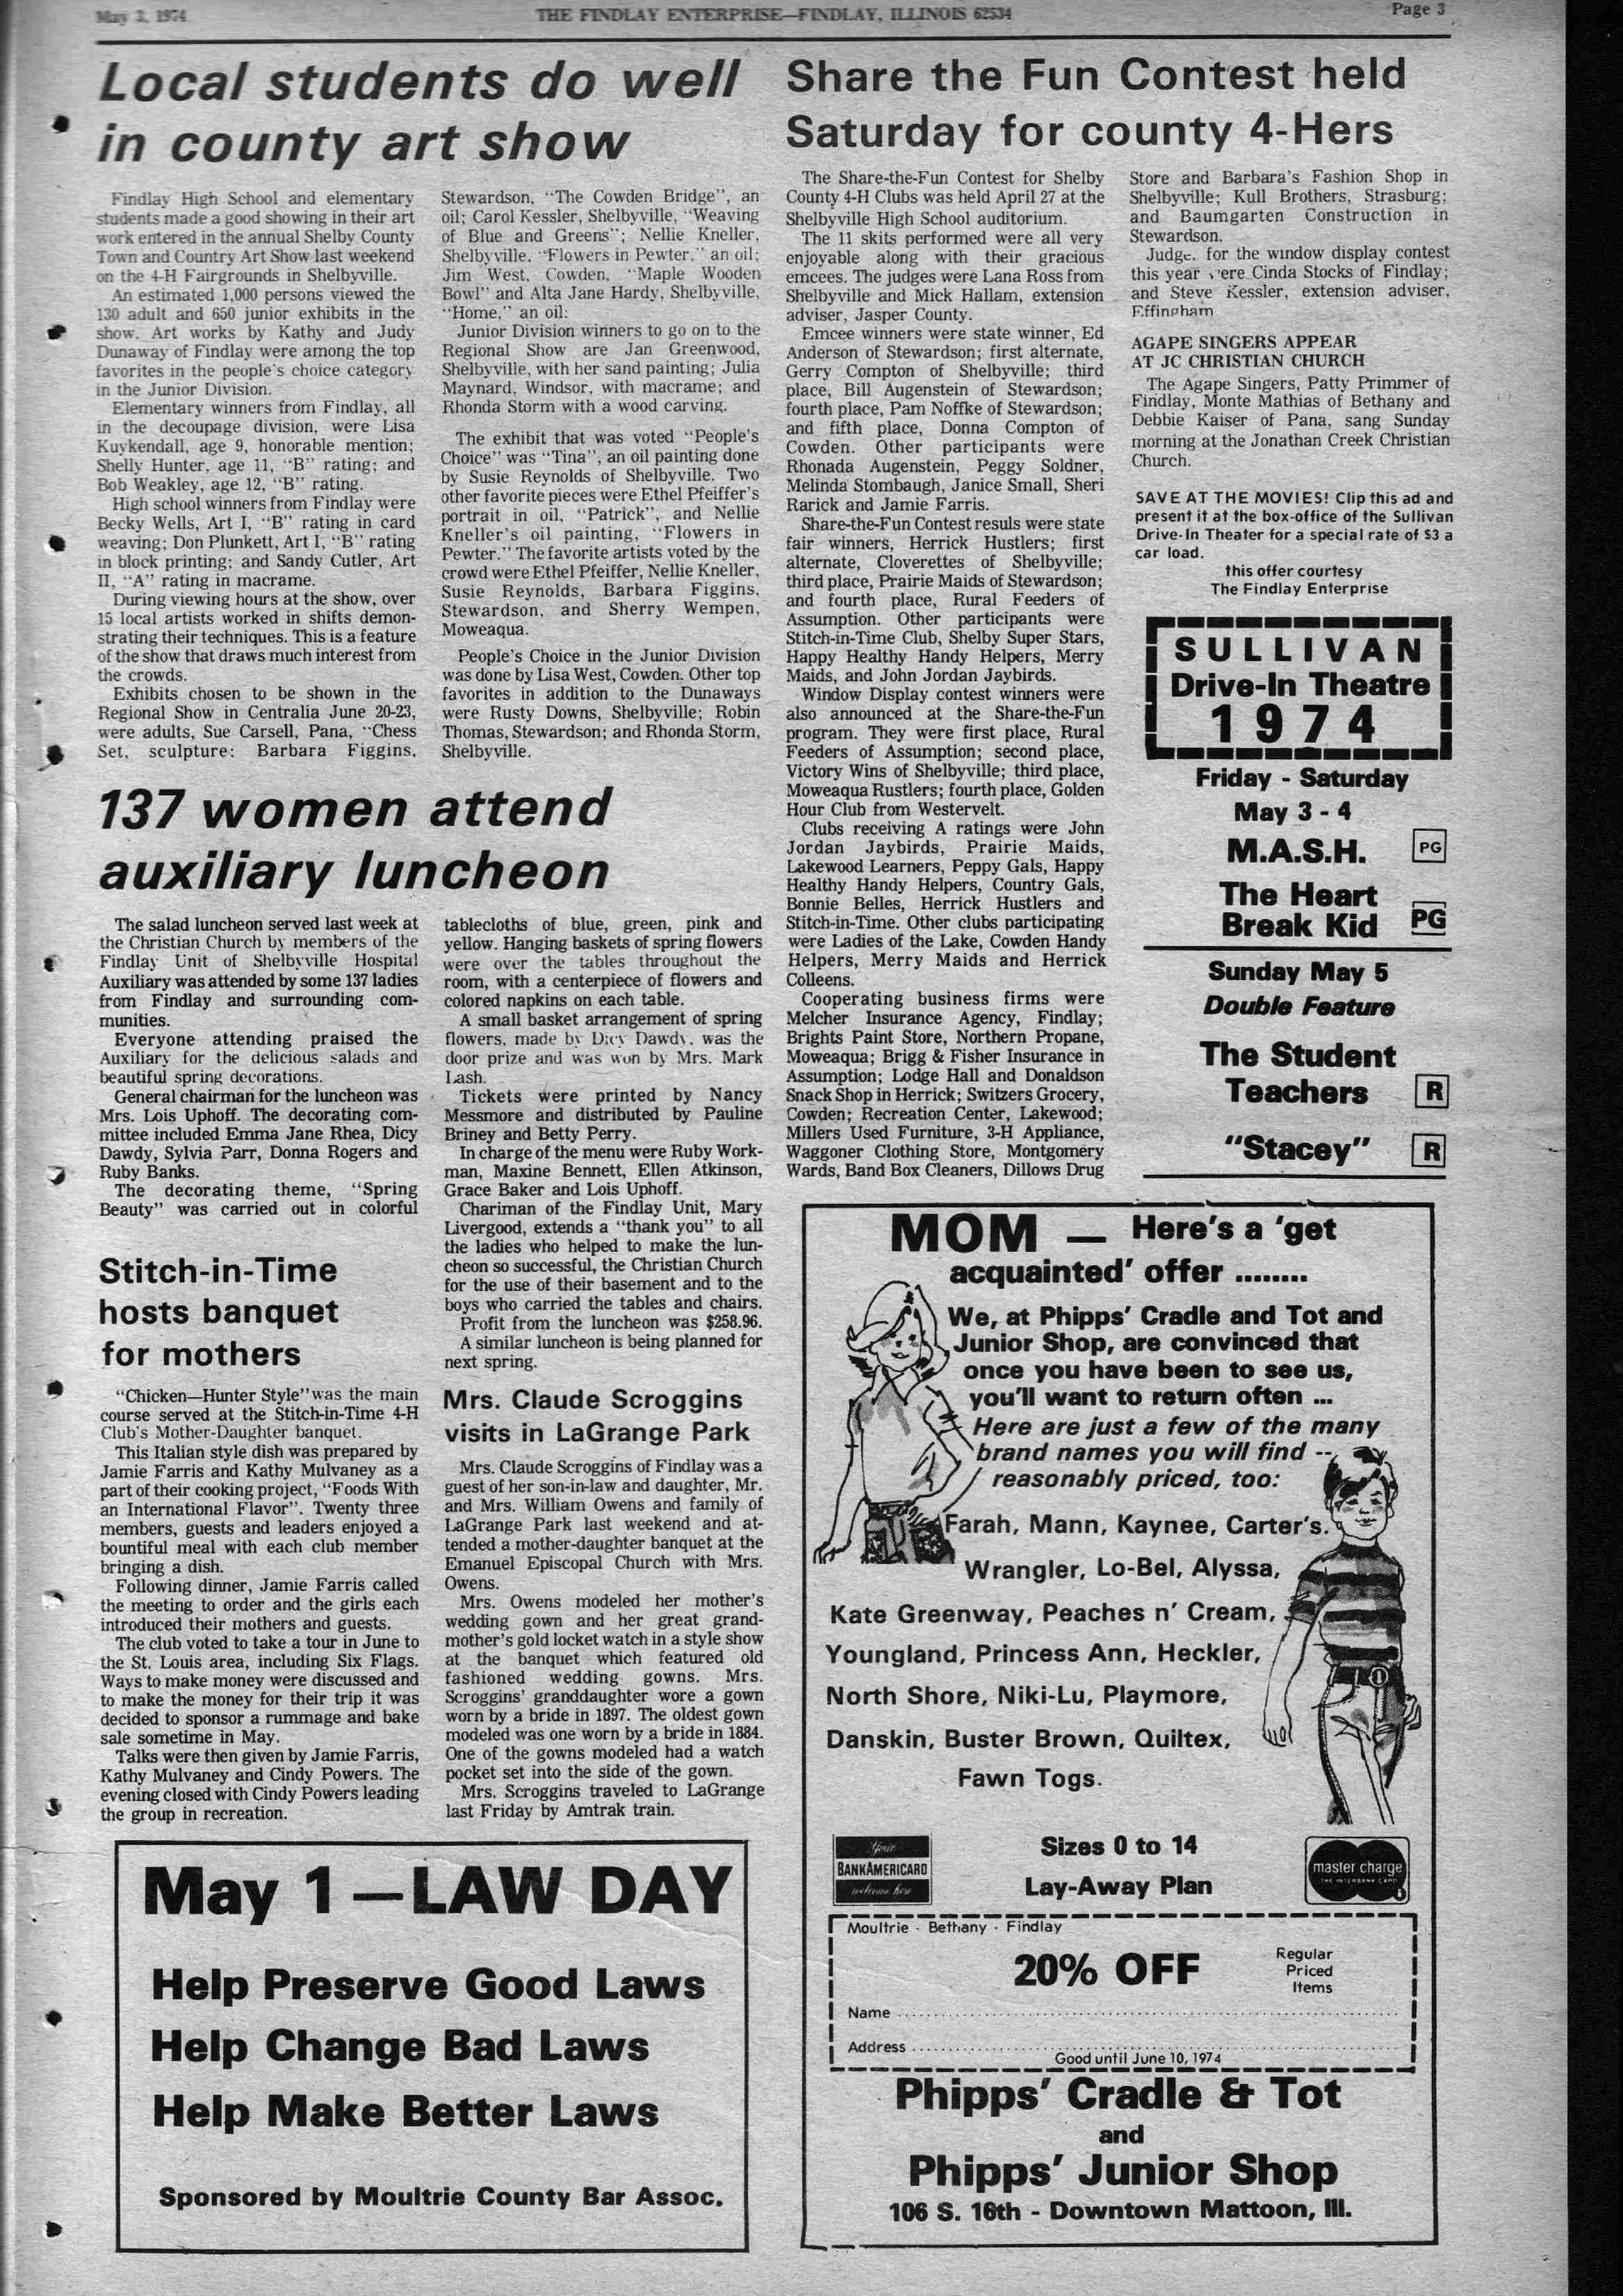 May 2, 1974
THE FINDLAY ENTERPRISE—FINDLAY, ILLINOIS 62534
Page 3
Local students do well
in county art show
Findlay High School and elementary
students made a good showing in their art
work entered in the annual Shelby County
Town and Country Art Show last weekend
on the 4-H Fairgrounds in Shelbyville.
An estimated 1,000 persons viewed the
130 adult and 650 junior exhibits in the
show. Art works by Kathy and Judy
Dunaway of Findlay were among the top
favorites in the people's choice category
in the Junior Division.
Elementary winners from Findlay, all
in the decoupage division, were Lisa
Kuykendall, age 9, honorable mention;
Shelly Hunter, age 11, "B" rating; and
Bob Weakley, age 12, "B" rating.
High school winners from Findlay were
Becky Wells, Art I, "B" rating in card
weaving; Don Plunkett, Art I, "B" rating
in block printing; and Sandy Cutler, Art
II, "A" rating in macrame.
During viewing hours at the show, over
15 local artists worked in shifts demon-
strating their techniques. This is a feature
of the show that draws much interest from
the crowds.
Exhibits chosen to be shown in the
Regional Show in Centralia June 20-23,
were adults, Sue Carsell, Pana, "Chess
Set, sculpture; Barbara Figgins,
Stewardson, "The Cowden Bridge", an
oil; Carol Kessler, Shelbyville, "Weaving
of Blue and Greens"; Nellie Kneller,
Shelbyville, "Flowers in Pewter," an oil;
Jim West, Cowden, "Maple Wooden
Bowl" and Alta Jane Hardy, Shelbyville,
"Home," an oil:
Junior Division winners to go on to the
Regional Show are Jan Greenwood,
Shelbyville, with her sand painting; Julia
Maynard, Windsor, with macrame; and
Rhonda Storm with a wood carving.
The exhibit that was voted "People's
Choice" was "Tina", an oil painting done
by Susie Reynolds of Shelbyville. Two
other favorite pieces were Ethel Pfeiffer's
portrait in oil, "Patrick", and Nellie
Kneller's oil painting, "Flowers in
Pewter." The favorite artists voted by the
crowd were Ethel Pfeiffer, Nellie Kneller,
Susie Reynolds, Barbara Figgins,
Stewardson, and Sherry Wempen,
Moweaqua.
People's Choice in the Junior Division
was done by Lisa West, Cowden. Other top
favorites in addition to the Dunaways
were Rusty Downs, Shelbyville; Robin
Thomas, Stewardson; and Rhonda Storm,
Shelbyville.
137 women attend
auxiliary luncheon
The salad luncheon served last week at
the Christian Church by members of the
Findlay Unit of Shelbyville Hospital
Auxiliary was attended by some 137 ladies
from Findlay and surrounding com-
munities.
Everyone attending praised the
Auxiliary for the delicious salads and
beautiful spring decorations.
General chairman for the luncheon was
Mrs. Lois Uphoff. The decorating com-
mittee included Emma Jane Rhea, Dicy
Dawdy, Sylvia Parr, Donna Rogers and
Ruby Banks.
The decorating theme, "Spring
Beauty" was carried out in colorful
tablecloths of blue, green, pink and
yellow. Hanging baskets of spring flowers
were over the tables throughout the
room, with a centerpiece of flowers and
colored napkins on each table.
A small basket arrangement of spring
flowers, made by Dicy Dawdy, was the
door prize and was won by Mrs. Mark
Lash.
Tickets were printed by Nancy
Messmore and distributed by Pauline
Briney and Betty Perry.
In charge of the menu were Ruby Work-
man, Maxine Bennett, Ellen Atkinson,
Grace Baker and Lois Uphoff.
Chariman of the Findlay Unit, Mary
Livergood, extends a "thank you" to all
the ladies who helped to make the lun-
cheon so successful, the Christian Church
for the use of their basement and to the
boys who carried the tables and chairs.
Profit from the luncheon was $258.96.
A similar luncheon is being planned for
next spring.
Stitch-in-Time
hosts banquet
for mothers
"Chicken—Hunter Style" was the main
course served at the Stitch-in-Time 4-H
Club's Mother-Daughter banquet.
This Italian style dish was prepared by
Jamie Farris and Kathy Mulvaney as a
part of their cooking project, "Foods With
an International Flavor". Twenty three
members, guests and leaders enjoyed a
bountiful meal with each club member
bringing a dish.
Following dinner, Jamie Farris called
the meeting to order and the girls each
introduced their mothers and guests.
The club voted to take a tour in June to
the St. Louis area, including Six Flags.
Ways to make money were discussed and
to make the money for their trip it was
decided to sponsor a rummage and bake
sale sometime in May.
Talks were then given by Jamie Farris,
Kathy Mulvaney and Cindy Powers. The
evening closed with Cindy Powers leading
the group in recreation.
Mrs. Claude Scroggins
visits in LaGrange Park
Mrs. Claude Scroggins of Findlay was a
guest of her son-in-law and daughter, Mr.
and Mrs. William Owens and family of
LaGrange Park last weekend and at-
tended a mother-daughter banquet at the
Emanuel Episcopal Church with Mrs.
Owens.
Mrs. Owens modeled her mother's
wedding gown and her great grand-
mother's gold locket watch in a style show
at the banquet which featured old
fashioned wedding gowns. Mrs.
Scroggins' granddaughter wore a gown
worn by a bride in 1897. The oldest gown
modeled was one worn by a bride in 1884.
One of the gowns modeled had a watch
pocket set into the side of the gown.
Mrs. Scroggins traveled to LaGrange
last Friday by Amtrak train.
May 1—LAW DAY
Help Preserve Good Laws
Help Change Bad Laws
Help Make Better Laws
Sponsored by Moultrie County Bar Assoc.
Share the Fun Contest held
Saturday for county 4-Hers
The Share-the-Fun Contest for Shelby
County 4-H Clubs was held April 27 at the
Shelbyville High School auditorium.
The 11 skits performed were all very
enjoyable along with their gracious
emcees. The judges were Lana Ross from
Shelbyville and Mick Hallam, extension
adviser, Jasper County.
Emcee winners were state winner, Ed
Anderson of Stewardson; first alternate,
Gerry Compton of Shelbyville; third
place, Bill Augenstein of Stewardson;
fourth place, Pam Noffke of Stewardson;
and fifth place, Donna Compton of
Cowden. Other participants were
Rhonada Augenstein, Peggy Soldner,
Melinda Stombaugh, Janice Small, Sheri
Rarick and Jamie Farris.
Share-the-Fun Contest resuls were state
fair winners, Herrick Hustlers; first
alternate, Cloverettes of Shelbyville;
third place, Prairie Maids of Stewardson;
and fourth place, Rural Feeders of
Assumption. Other participants were
Stitch-in-Time Club, Shelby Super Stars,
Happy Healthy Handy Helpers, Merry
Maids, and John Jordan Jaybirds.
Window Display contest winners were
also announced at the Share-the-Fun
program. They were first place, Rural
Feeders of Assumption; second place,
Victory Wins of Shelbyville; third place,
Moweaqua Rustlers; fourth place, Golden
Hour Club from Westervelt.
Clubs receiving A ratings were John
Jordan Jaybirds, Prairie Maids,
Lakewood Learners, Peppy Gals, Happy
Healthy Handy Helpers, Country Gals,
Bonnie Belles, Herrick Hustlers and
Stitch-in-Time. Other clubs participating
were Ladies of the Lake, Cowden Handy
Helpers, Merry Maids and Herrick
Colleens.
Cooperating business firms were
Melcher Insurance Agency, Findlay;
Brights Paint Store, Northern Propane,
Moweaqua; Brigg & Fisher Insurance in
Assumption; Lodge Hall and Donaldson
Snack Shop in Herrick; Switzers Grocery,
Cowden; Recreation Center, Lakewood;
Millers Used Furniture, 3-H Appliance,
Waggoner Clothing Store, Montgomery
Wards, Band Box Cleaners, Dillows Drug
Store and Barbara's Fashion Shop in
Shelbyville; Kull Brothers, Strasburg;
and Baumgarten Construction in
Stewardson.
Judge. for the window display contest
this year were Cinda Stocks of Findlay;
and Steve Kessler, extension adviser,
Effingham
AGAPE SINGERS APPEAR
AT JC CHRISTIAN CHURCH
The Agape Singers, Patty Primmer of
Findlay, Monte Mathias of Bethany and
Debbie Kaiser of Pana, sang Sunday
morning at the Jonathan Creek Christian
Church.
SAVE AT THE MOVIES! Clip this ad and
present it at the box-office of the Sullivan
Drive-In Theater for a special rate of $3 a
car load.
this offer courtesy
The Findlay Enterprise
SULLIVAN
Drive-In Theatre
1974
Friday - Saturday
May 3 - 4
M.A.S.H. PG
The Heart
Break Kid PG
Sunday May 5
Double Feature
The Student
Teachers R
"Stacey" R
MOM — Here's a 'get
acquainted' offer ........
We, at Phipps' Cradle and Tot and
Junior Shop, are convinced that
once you have been to see us,
you'll want to return often ...
Here are just a few of the many
brand names you will find --
reasonably priced, too:
Farah, Mann, Kaynee, Carter's.
Wrangler, Lo-Bel, Alyssa,
Kate Greenway, Peaches n' Cream,
Youngland, Princess Ann, Heckler,
North Shore, Niki-Lu, Playmore,
Danskin, Buster Brown, Quiltex,
Fawn Togs.
Your
BANKAMERICARD
welcome here
Sizes 0 to 14
Lay-Away Plan
master charge
THE INTERBANK CARD
Moultrie - Bethany - Findlay
20% OFF
Regular
Priced
Items
Name
Address
Good until June 10, 1974
Phipps' Cradle & Tot
and
Phipps' Junior Shop
106 S. 16th - Downtown Mattoon, Ill.